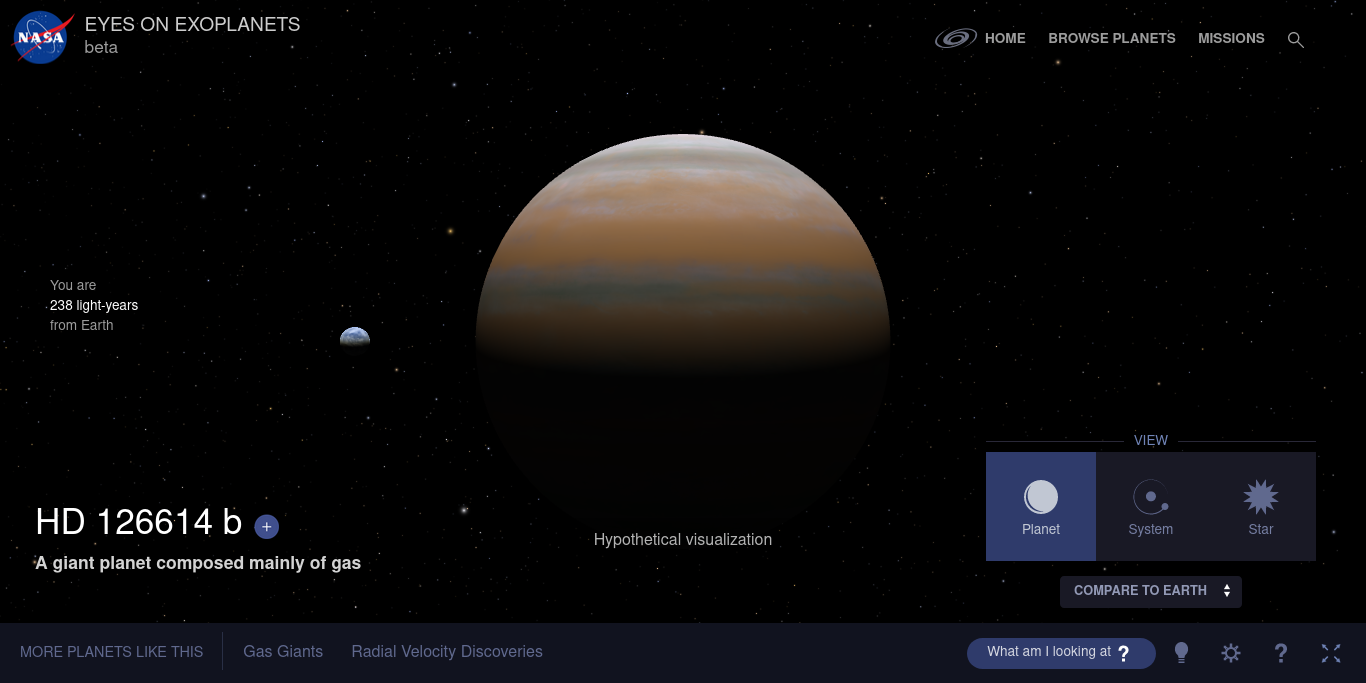 NASA
EYES ON EXOPLANETS
beta
HOME
BROWSE PLANETS
MISSIONS
You are
238 light-years
from Earth
VIEW
Planet
System
Star
HD 126614 b +
A giant planet composed mainly of gas
Hypothetical visualization
COMPARE TO EARTH
MORE PLANETS LIKE THIS
Gas Giants
Radial Velocity Discoveries
What am I looking at ?
?